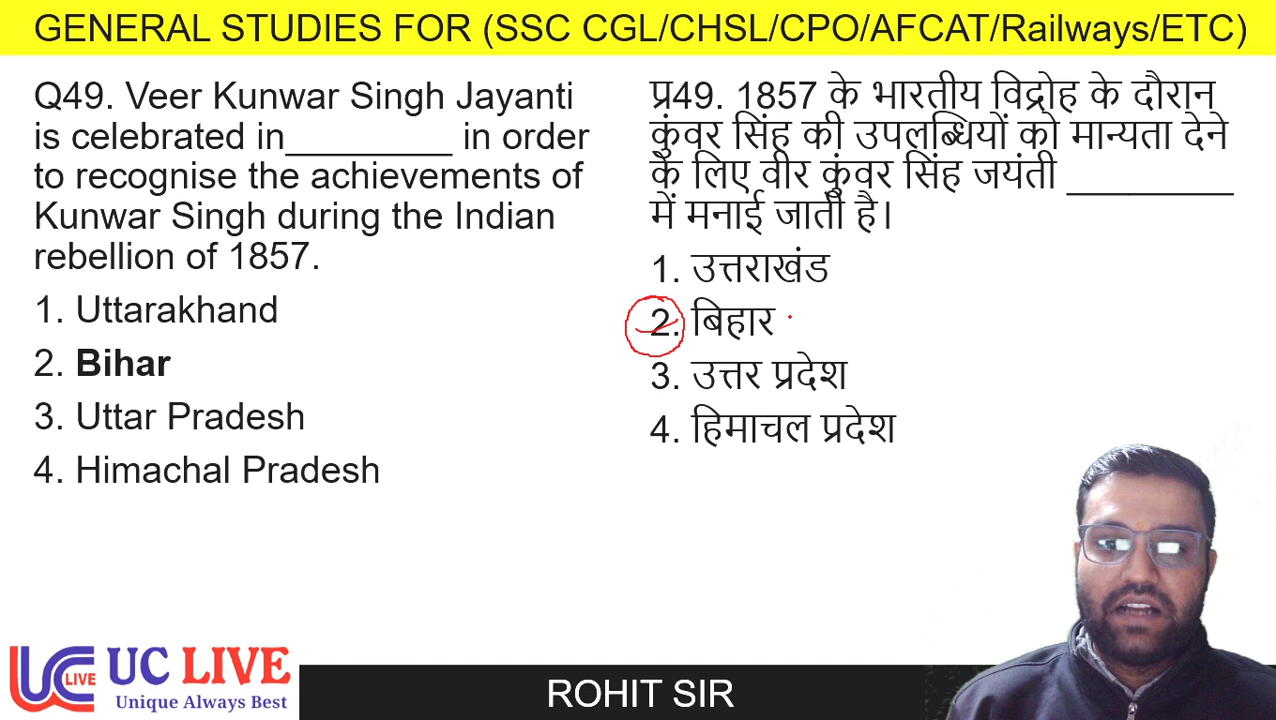 GENERAL STUDIES FOR (SSC CGL/CHSL/CPO/AFCAT/Railways/ETC)
Q49. Veer Kunwar Singh Jayanti
is celebrated in________ in order
to recognise the achievements of
Kunwar Singh during the Indian
rebellion of 1857.
1. Uttarakhand
2. Bihar
3. Uttar Pradesh
4. Himachal Pradesh
प्र49. 1857 के भारतीय विद्रोह के दौरान
कुंवर सिंह की उपलब्धियों को मान्यता देने
के लिए वीर कुंवर सिंह जयंती ________
में मनाई जाती है।
1. उत्तराखंड
2. बिहार
3. उत्तर प्रदेश
4. हिमाचल प्रदेश
UC LIVE
LIVE
Unique Always Best
ROHIT SIR